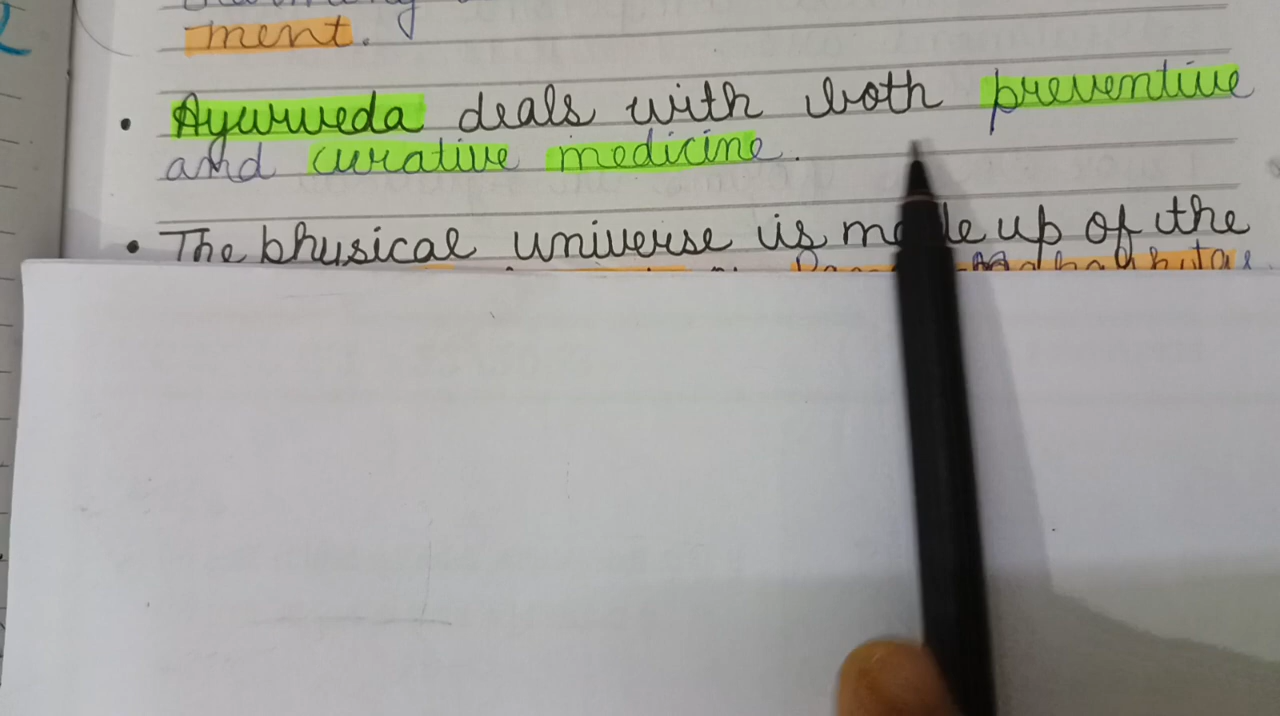 ment.
• Ayurveda deals with both preventive
and curative medicine.
• The physical universe is made up of the